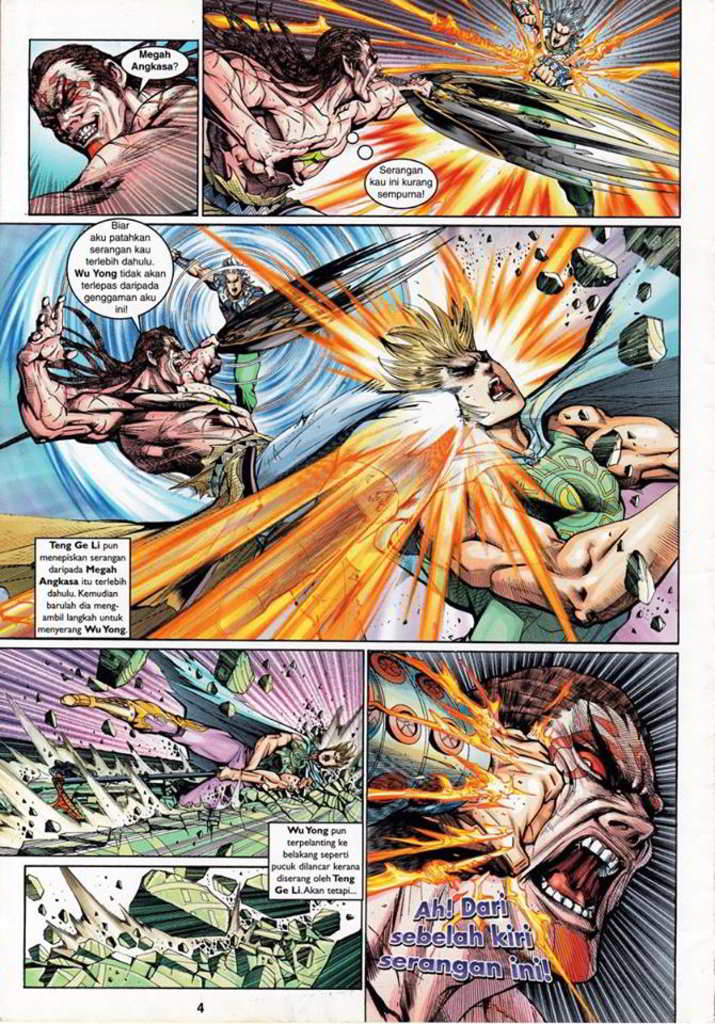 Megah
Angkasa?
Serangan
kau ini kurang
sempurna!
Biar
aku patahkan
serangan kau
terlebih dahulu.
Wu Yong tidak akan
terlepas daripada
genggaman aku
ini!
Teng Ge Li pun
menepiskan serangan
daripada Megah
Angkasa itu terlebih
dahulu. Kemudian
barulah dia meng-
ambil langkah untuk
menyerang Wu Yong.
Wu Yong pun
terpelanting ke
belakang seperti
pucuk dilancar kerana
diserang oleh Teng
Ge Li. Akan tetapi...
Ah! Dari
sebelah kiri
serangan ini!
4